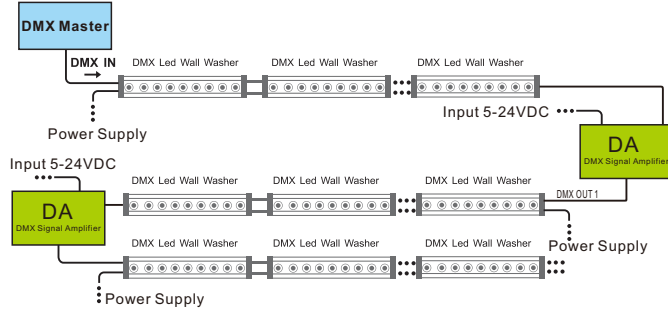 DMX Master
DMX IN
DMX Led Wall Washer
DMX Led Wall Washer
DMX Led Wall Washer
Power Supply
Input 5-24VDC
DA
DMX Signal Amplifier
Input 5-24VDC
DMX Led Wall Washer
DMX Led Wall Washer
DMX Led Wall Washer
DMX OUT 1
DA
DMX Signal Amplifier
Power Supply
DMX Led Wall Washer
DMX Led Wall Washer
DMX Led Wall Washer
Power Supply